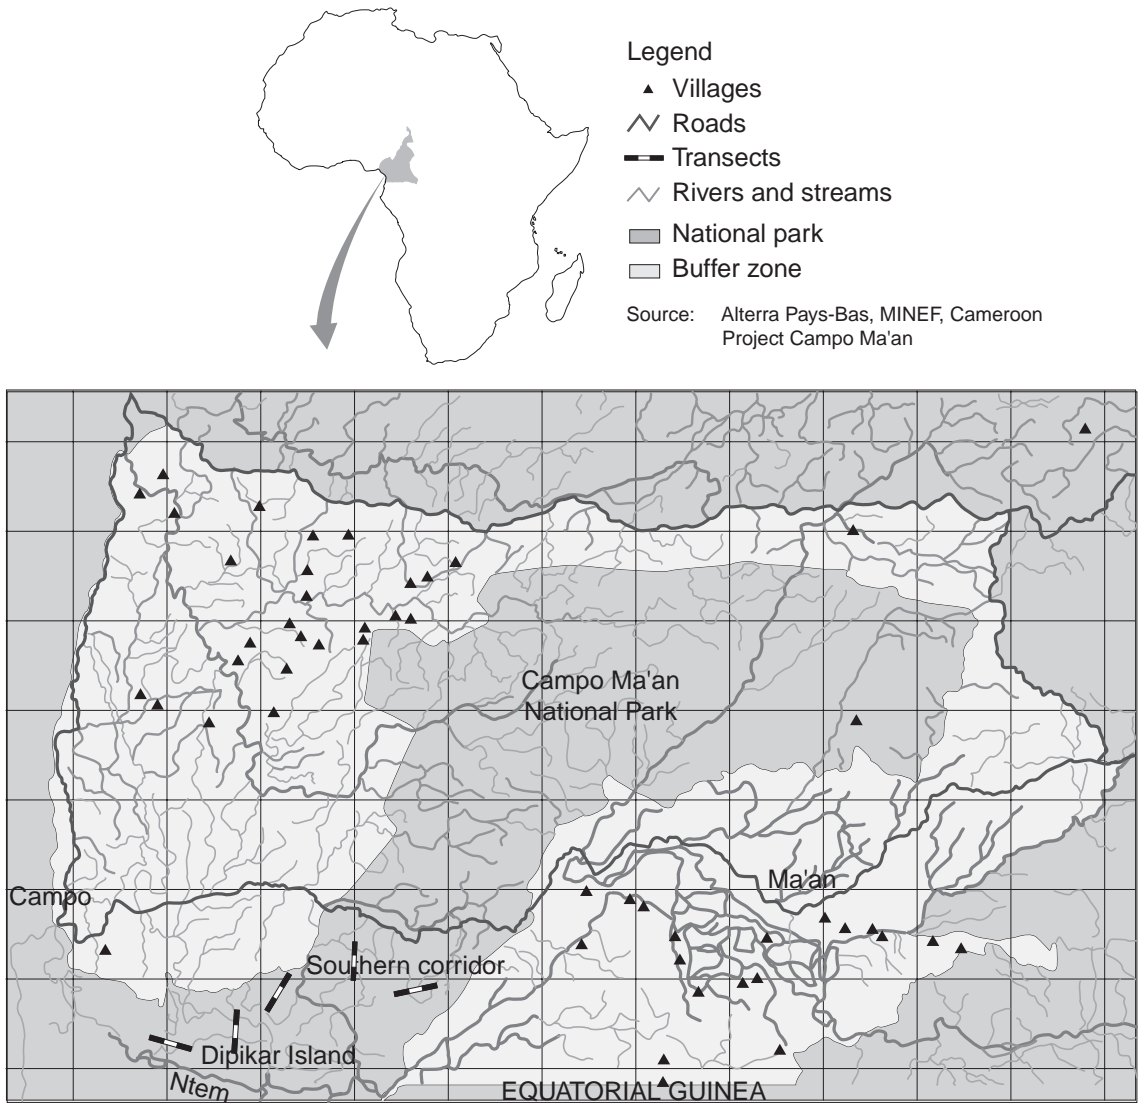 Legend
Villages
Roads
Transects
Rivers and streams
National park
Buffer zone
Source: Alterra Pays-Bas, MINEF, Cameroon
Project Campo Ma'an
Campo Ma'an
National Park
Ma'an
Campo
Southern corridor
Dipikar Island
Ntem
EQUATORIAL GUINEA